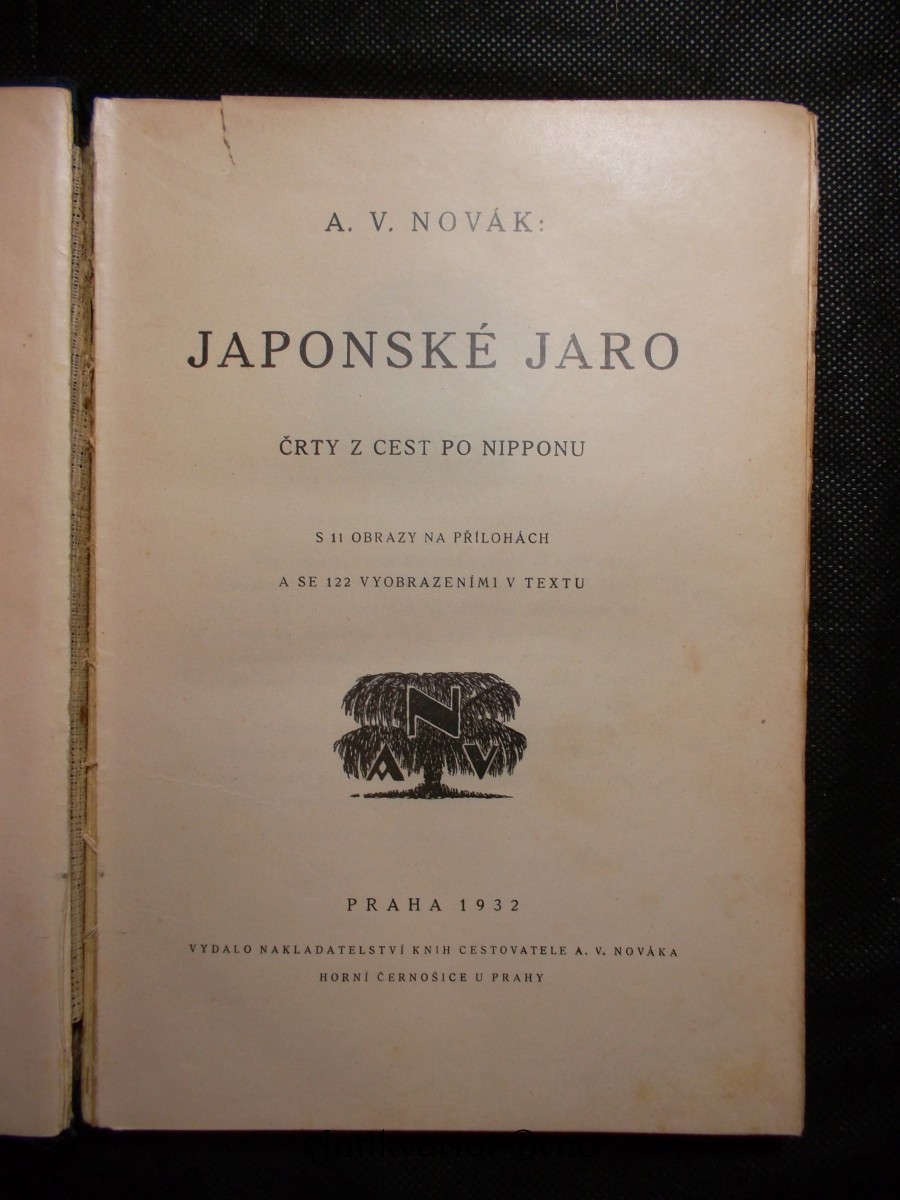 A. V. NOVÁK:
JAPONSKÉ JARO
ČRTY Z CEST PO NIPPONU
S 11 OBRAZY NA PŘÍLOHÁCH
A SE 122 VYOBRAZENÍMI V TEXTU
N
A V
PRAHA 1932
VYDALO NAKLADATELSTVÍ KNIH CESTOVATELE A. V. NOVÁKA
HORNÍ ČERNOŠICE U PRAHY